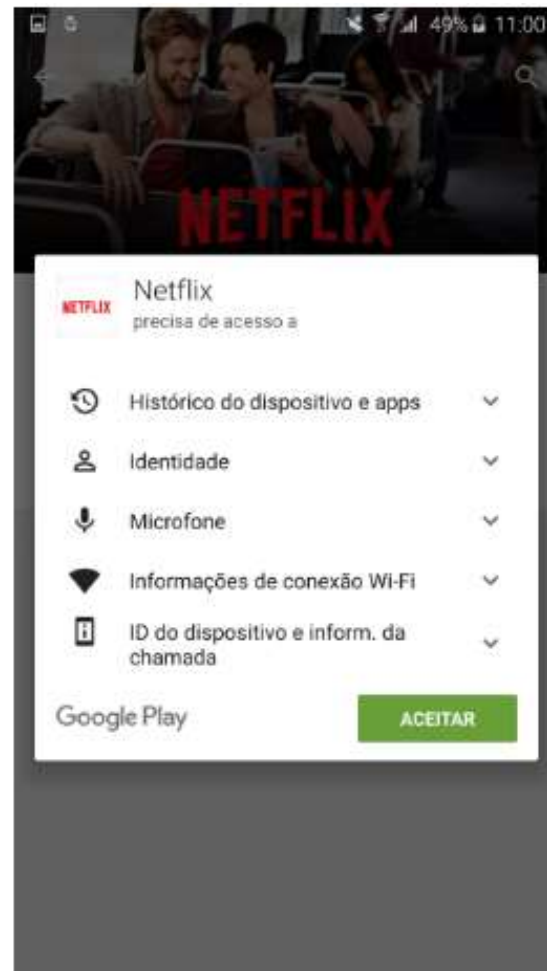 49% 11:00
NETFLIX
NETFLIX
Netflix
precisa de acesso a
Histórico do dispositivo e apps
Identidade
Microfone
Informações de conexão Wi-Fi
ID do dispositivo e inform. da
chamada
Google Play
ACEITAR